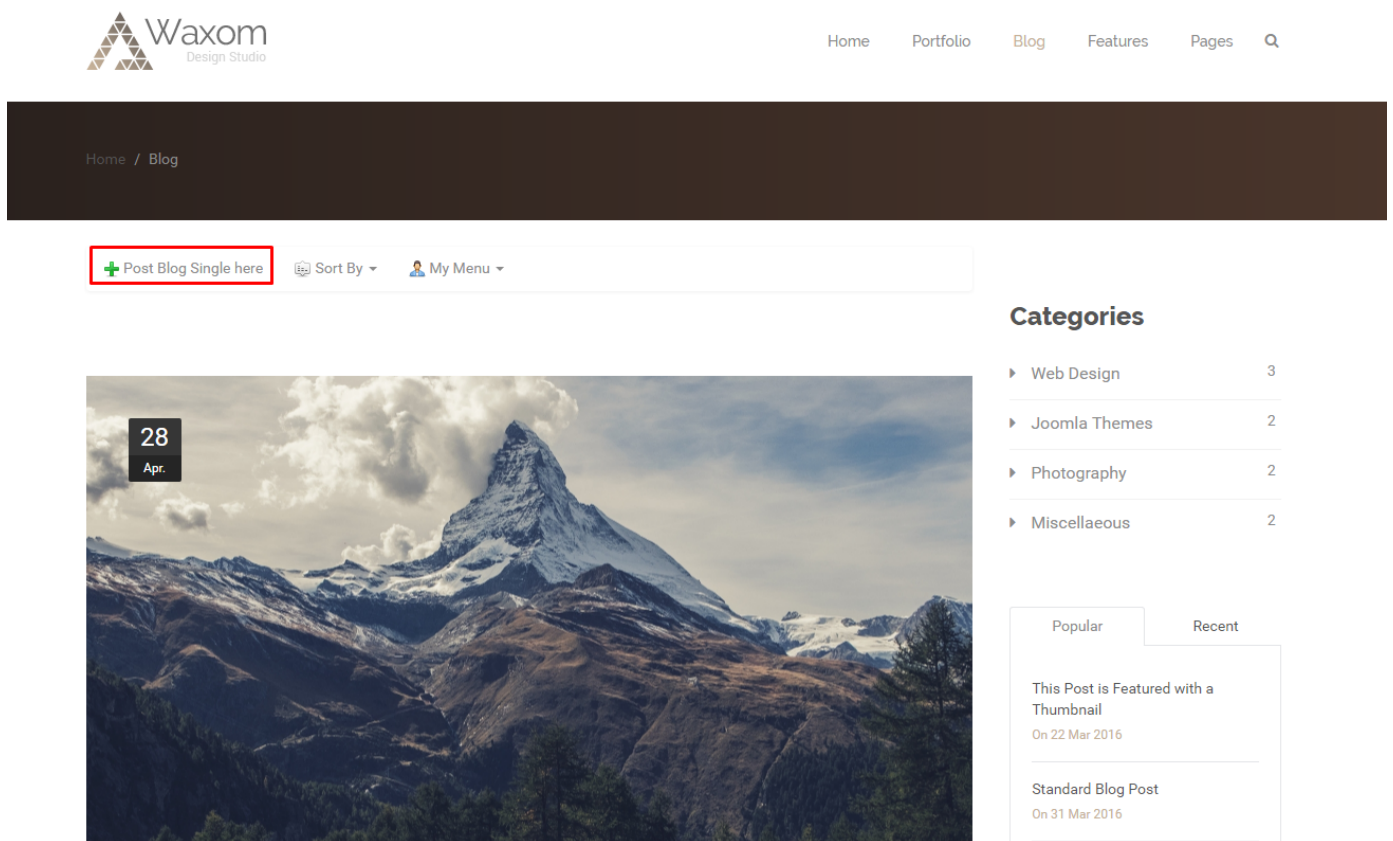 Waxom
Design Studio
Home Portfolio Blog Features Pages
Home / Blog
Post Blog Single here Sort By My Menu
28
Apr.
Categories
Web Design 3
Joomla Themes 2
Photography 2
Miscellaeous 2
Popular Recent
This Post is Featured with a
Thumbnail
On 22 Mar 2016
Standard Blog Post
On 31 Mar 2016